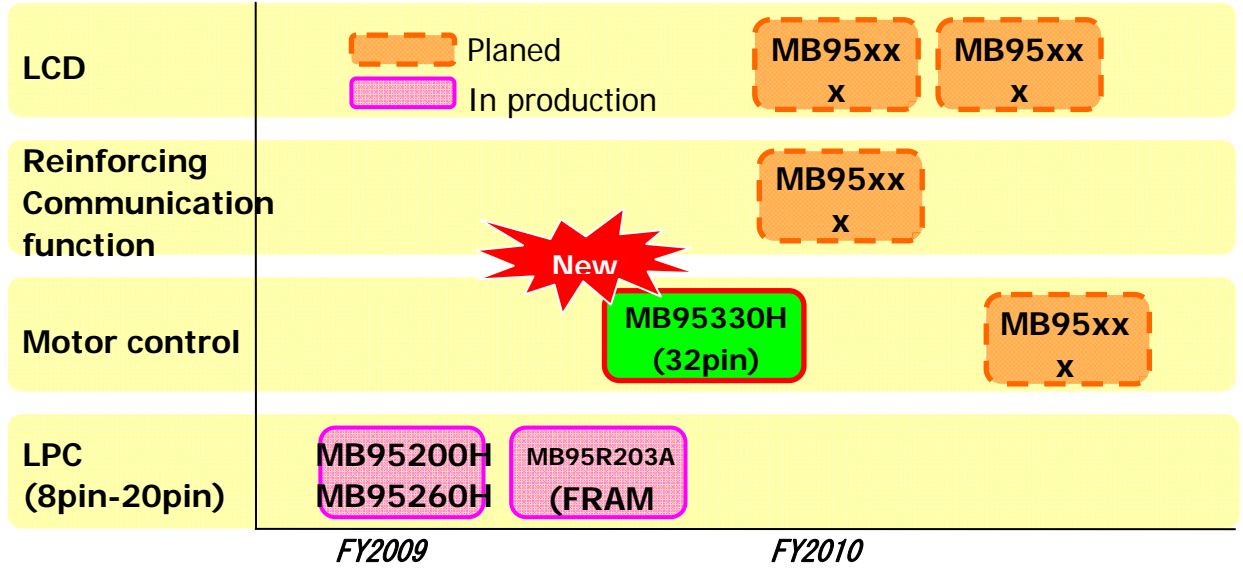 LCD
Planed
In production
MB95xx
x
MB95xx
x
Reinforcing
Communication
function
MB95xx
x
New
Motor control
MB95330H
(32pin)
MB95xx
x
LPC
(8pin-20pin)
MB95200H
MB95260H
MB95R203A
(FRAM
FY2009
FY2010